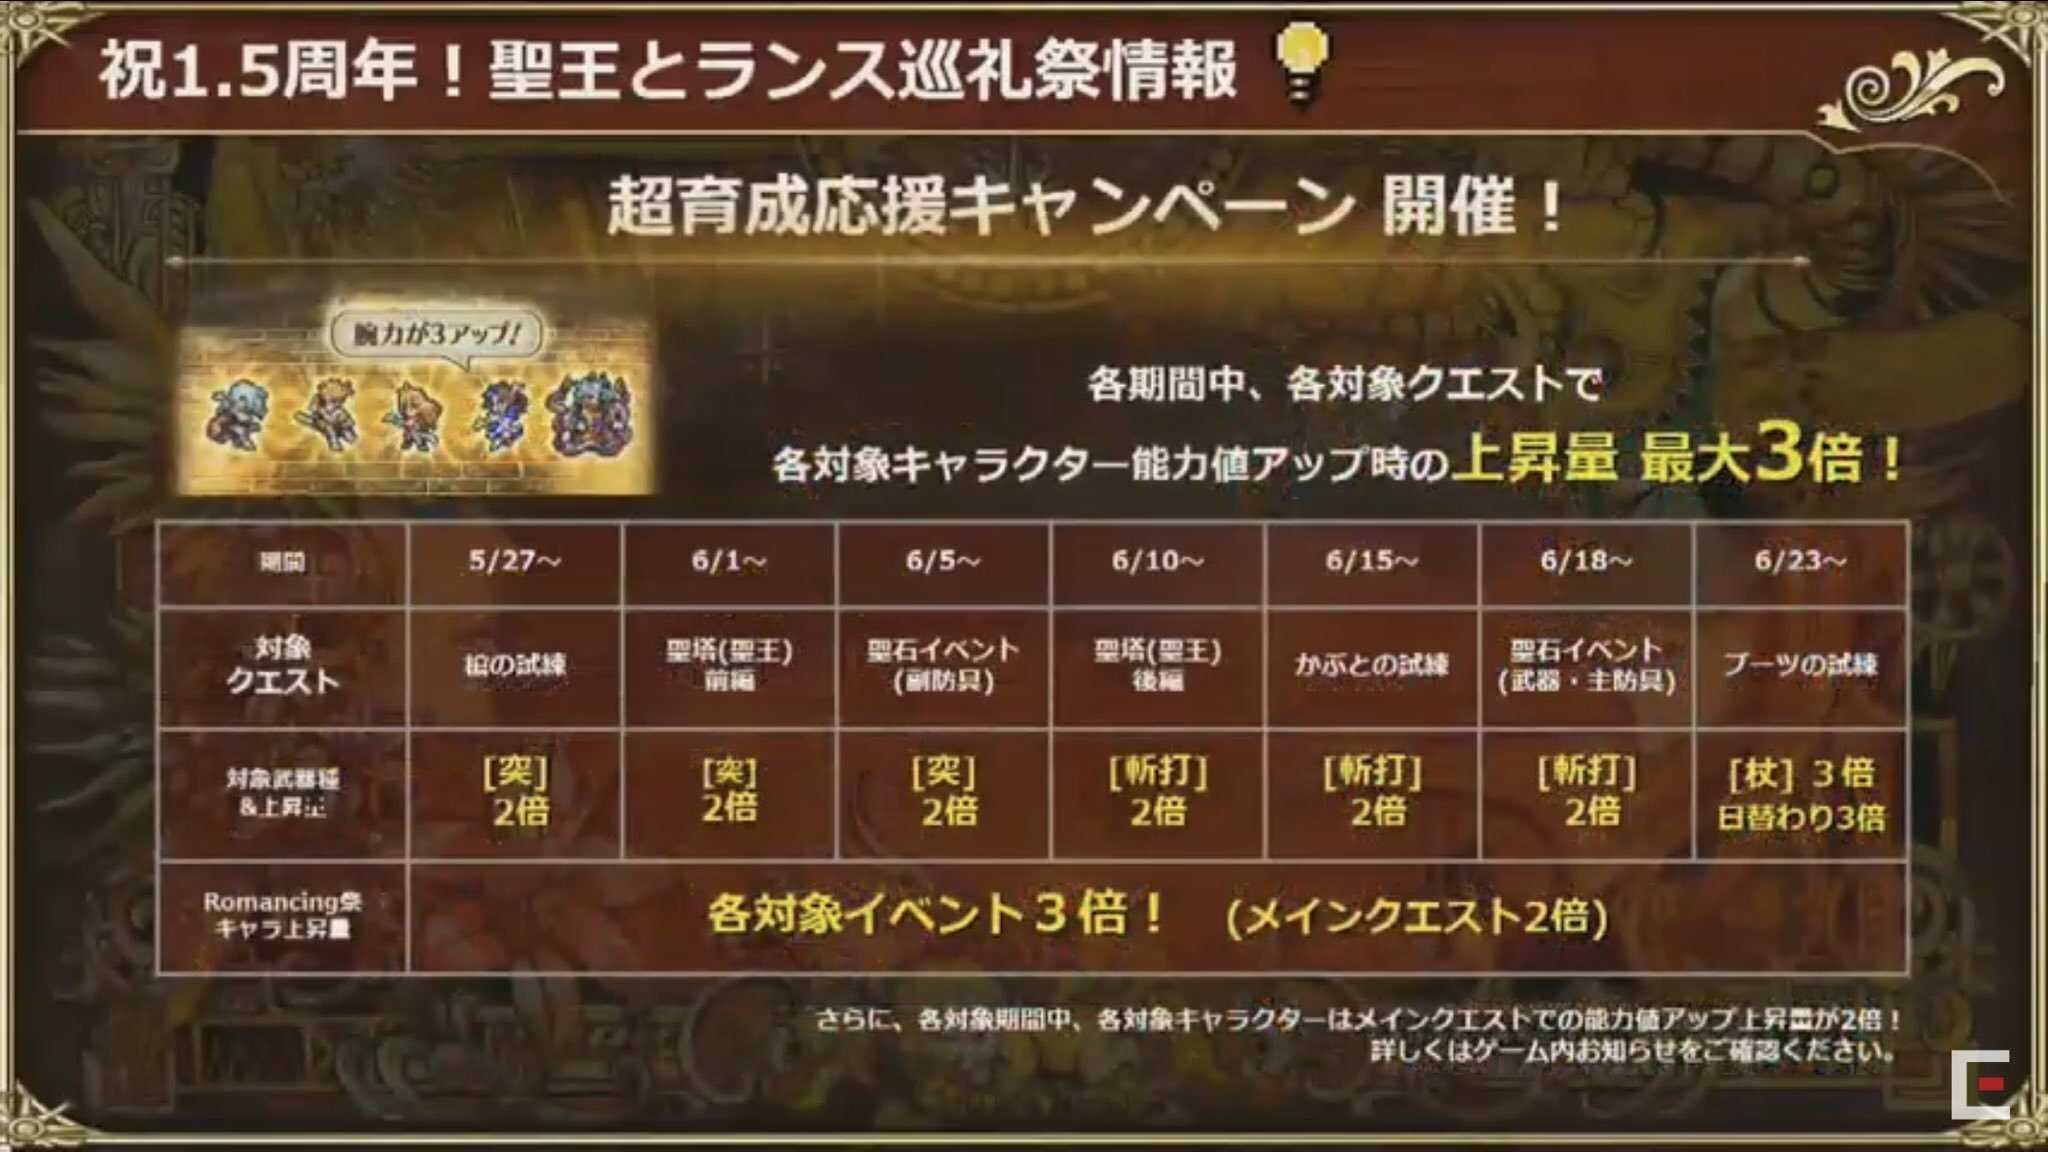 祝1.5周年！聖王とランス巡礼祭情報
超育成応援キャンペーン 開催！
腕力が3アップ!
各期間中、各対象クエストで
各対象キャラクター能力値アップ時の上昇量 最大3倍！
期間 5/27～ 6/1～ 6/5～ 6/10～ 6/15～ 6/18～ 6/23～
対象 聖塔(聖王) 聖石イベント 聖塔(聖王) 聖石イベント
クエスト の試練 前編 (副防具) 後編 かぶとの試練 (武器・主防具) ブーツの試練
対象武器種 [突] [突] [突] [斬打] [斬打] [斬打] [杖] 3倍
&上昇量 2倍 2倍 2倍 2倍 2倍 2倍 日替わり3倍
Romancing祭
キャラ上昇量
各対象イベント3倍！ (メインクエスト2倍)
さらに、各対象期間中、各対象キャラクターはメインクエストでの能力値アップ上昇量が2倍！
詳しくはゲーム内お知らせをご確認ください。